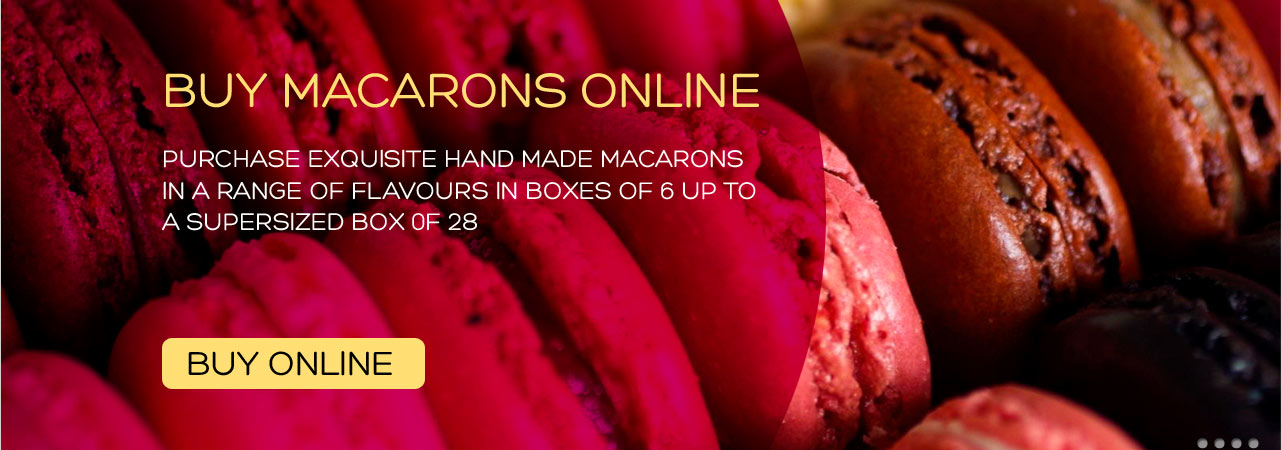 BUY MACARONS ONLINE
PURCHASE EXQUISITE HAND MADE MACARONS
IN A RANGE OF FLAVOURS IN BOXES OF 6 UP TO
A SUPERSIZED BOX 0F 28
BUY ONLINE